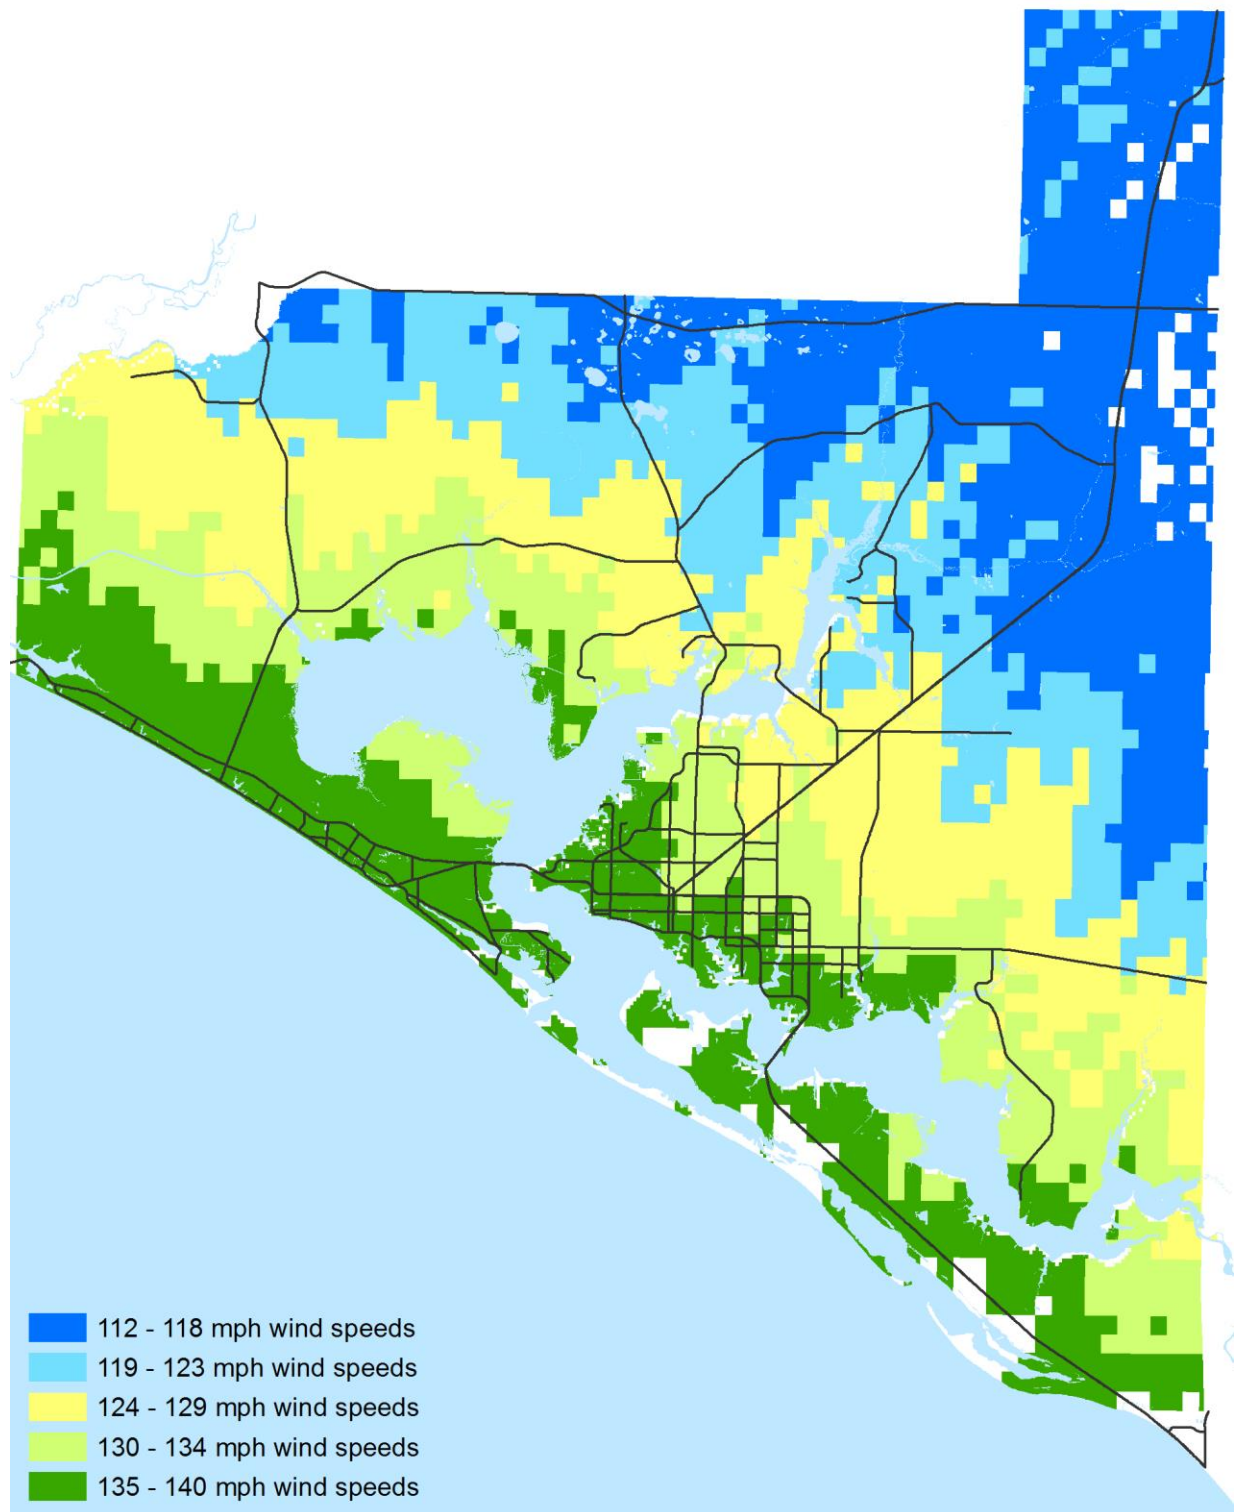 112 - 118 mph wind speeds
119 - 123 mph wind speeds
124 - 129 mph wind speeds
130 - 134 mph wind speeds
135 - 140 mph wind speeds